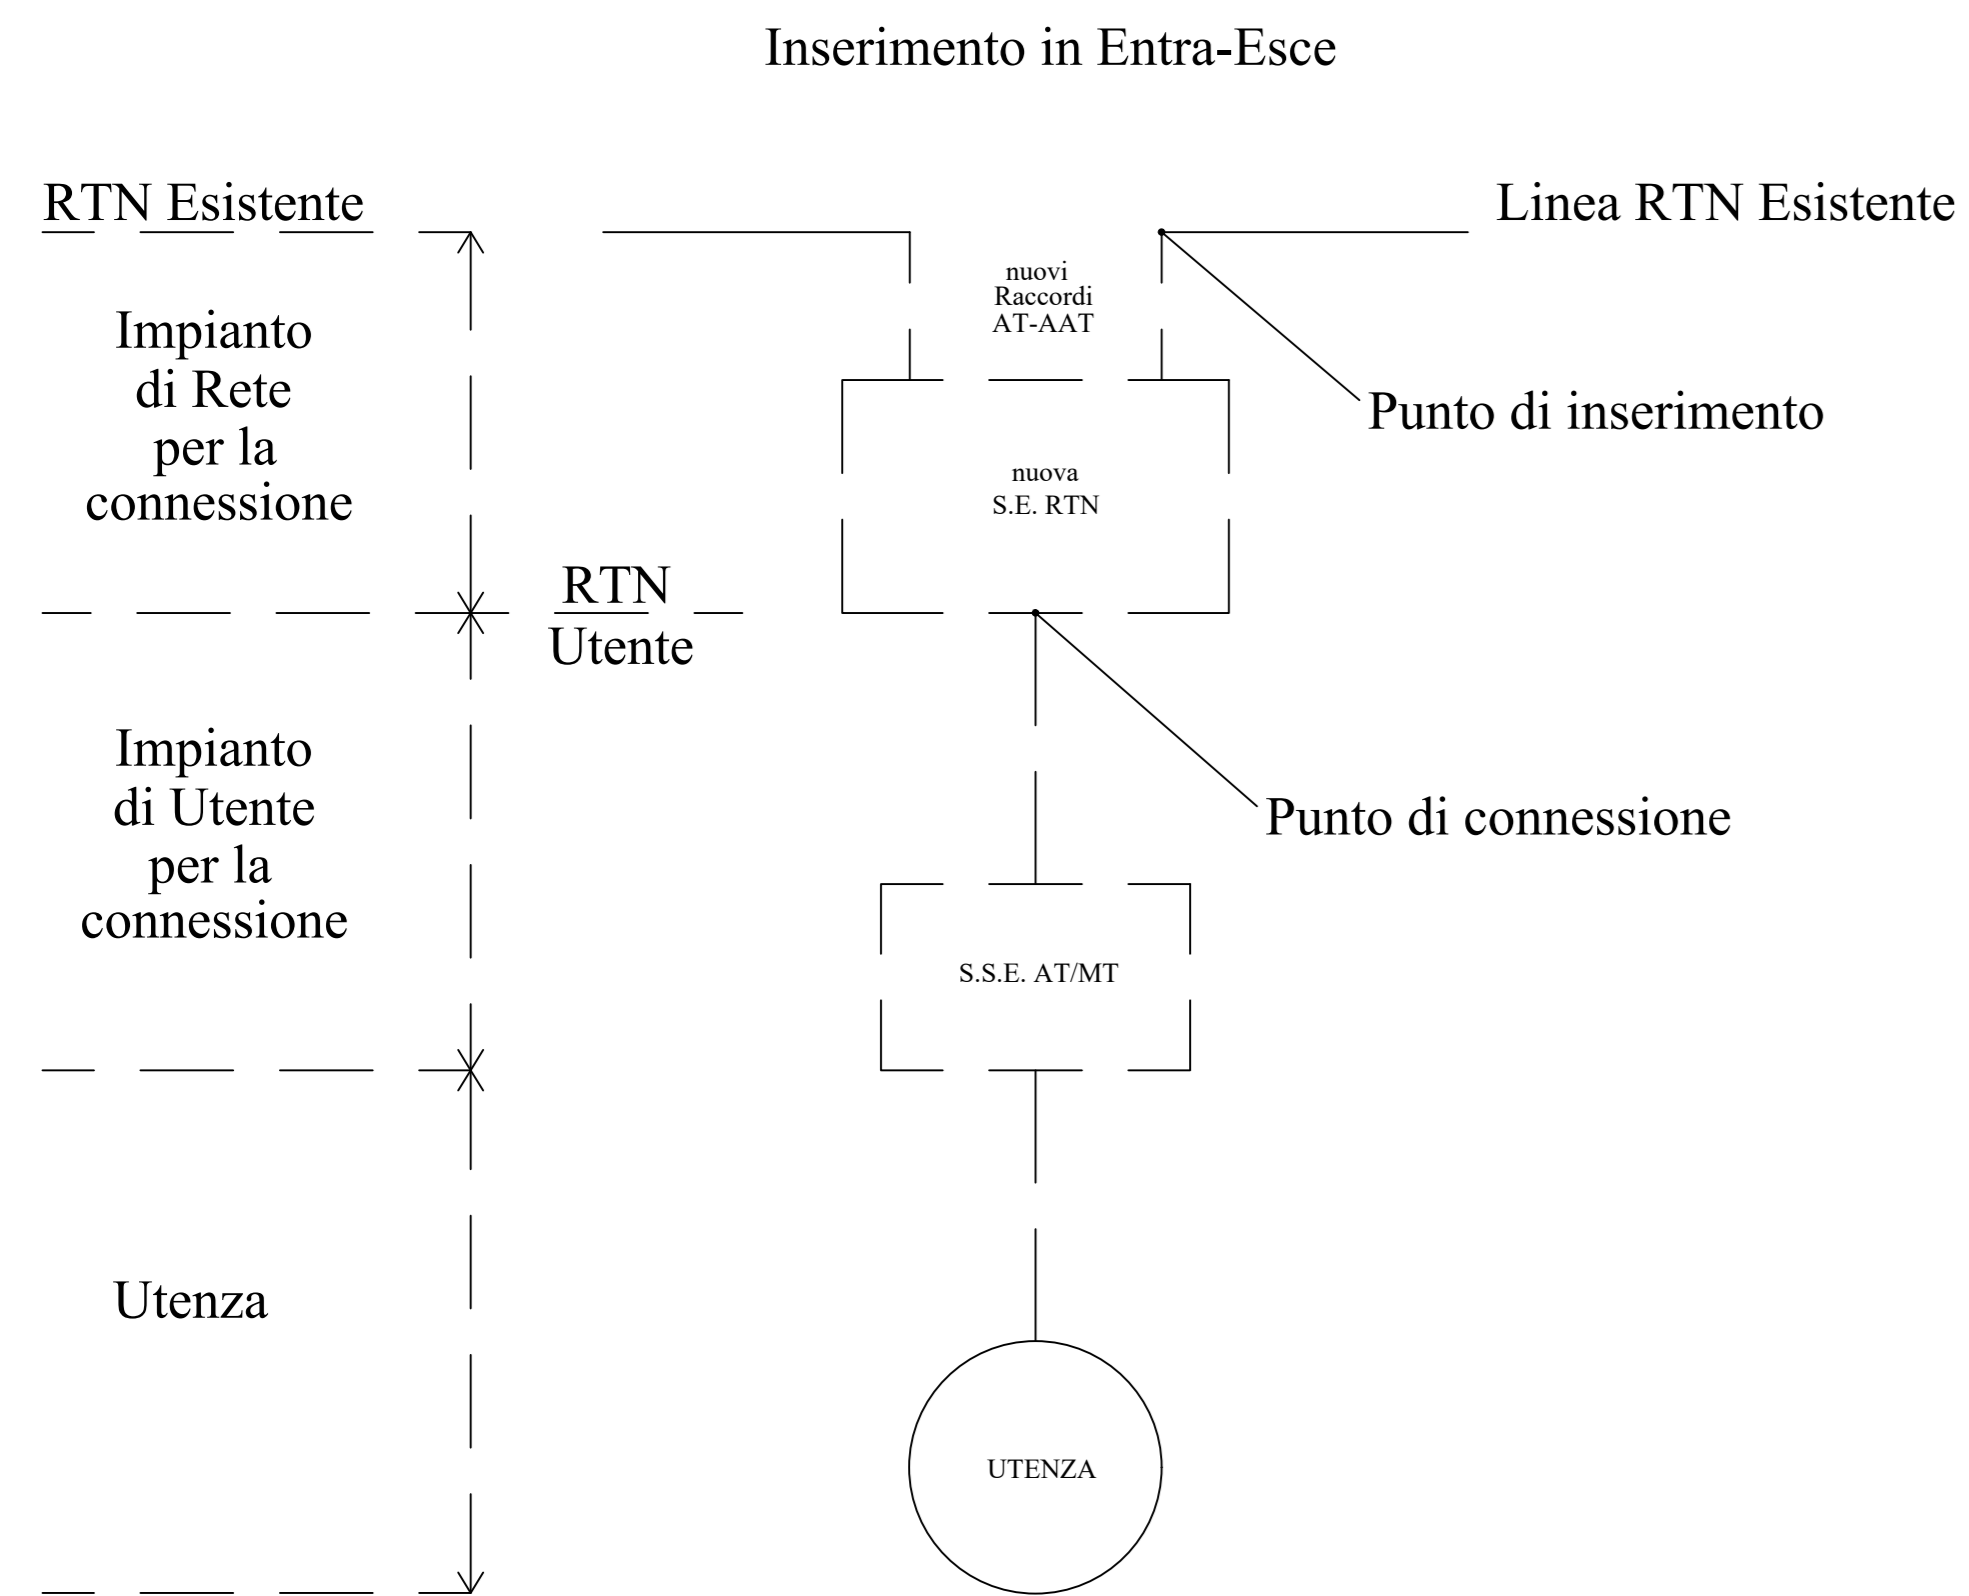 Inserimento in Entra-Esce
RTN Esistente
Linea RTN Esistente
nuovi
Raccordi
AT-AAT
Impianto
di Rete
per la
connessione
Punto di inserimento
nuova
S.E. RTN
RTN
Utente
Impianto
di Utente
per la
connessione
Punto di connessione
S.S.E. AT/MT
Utenza
UTENZA